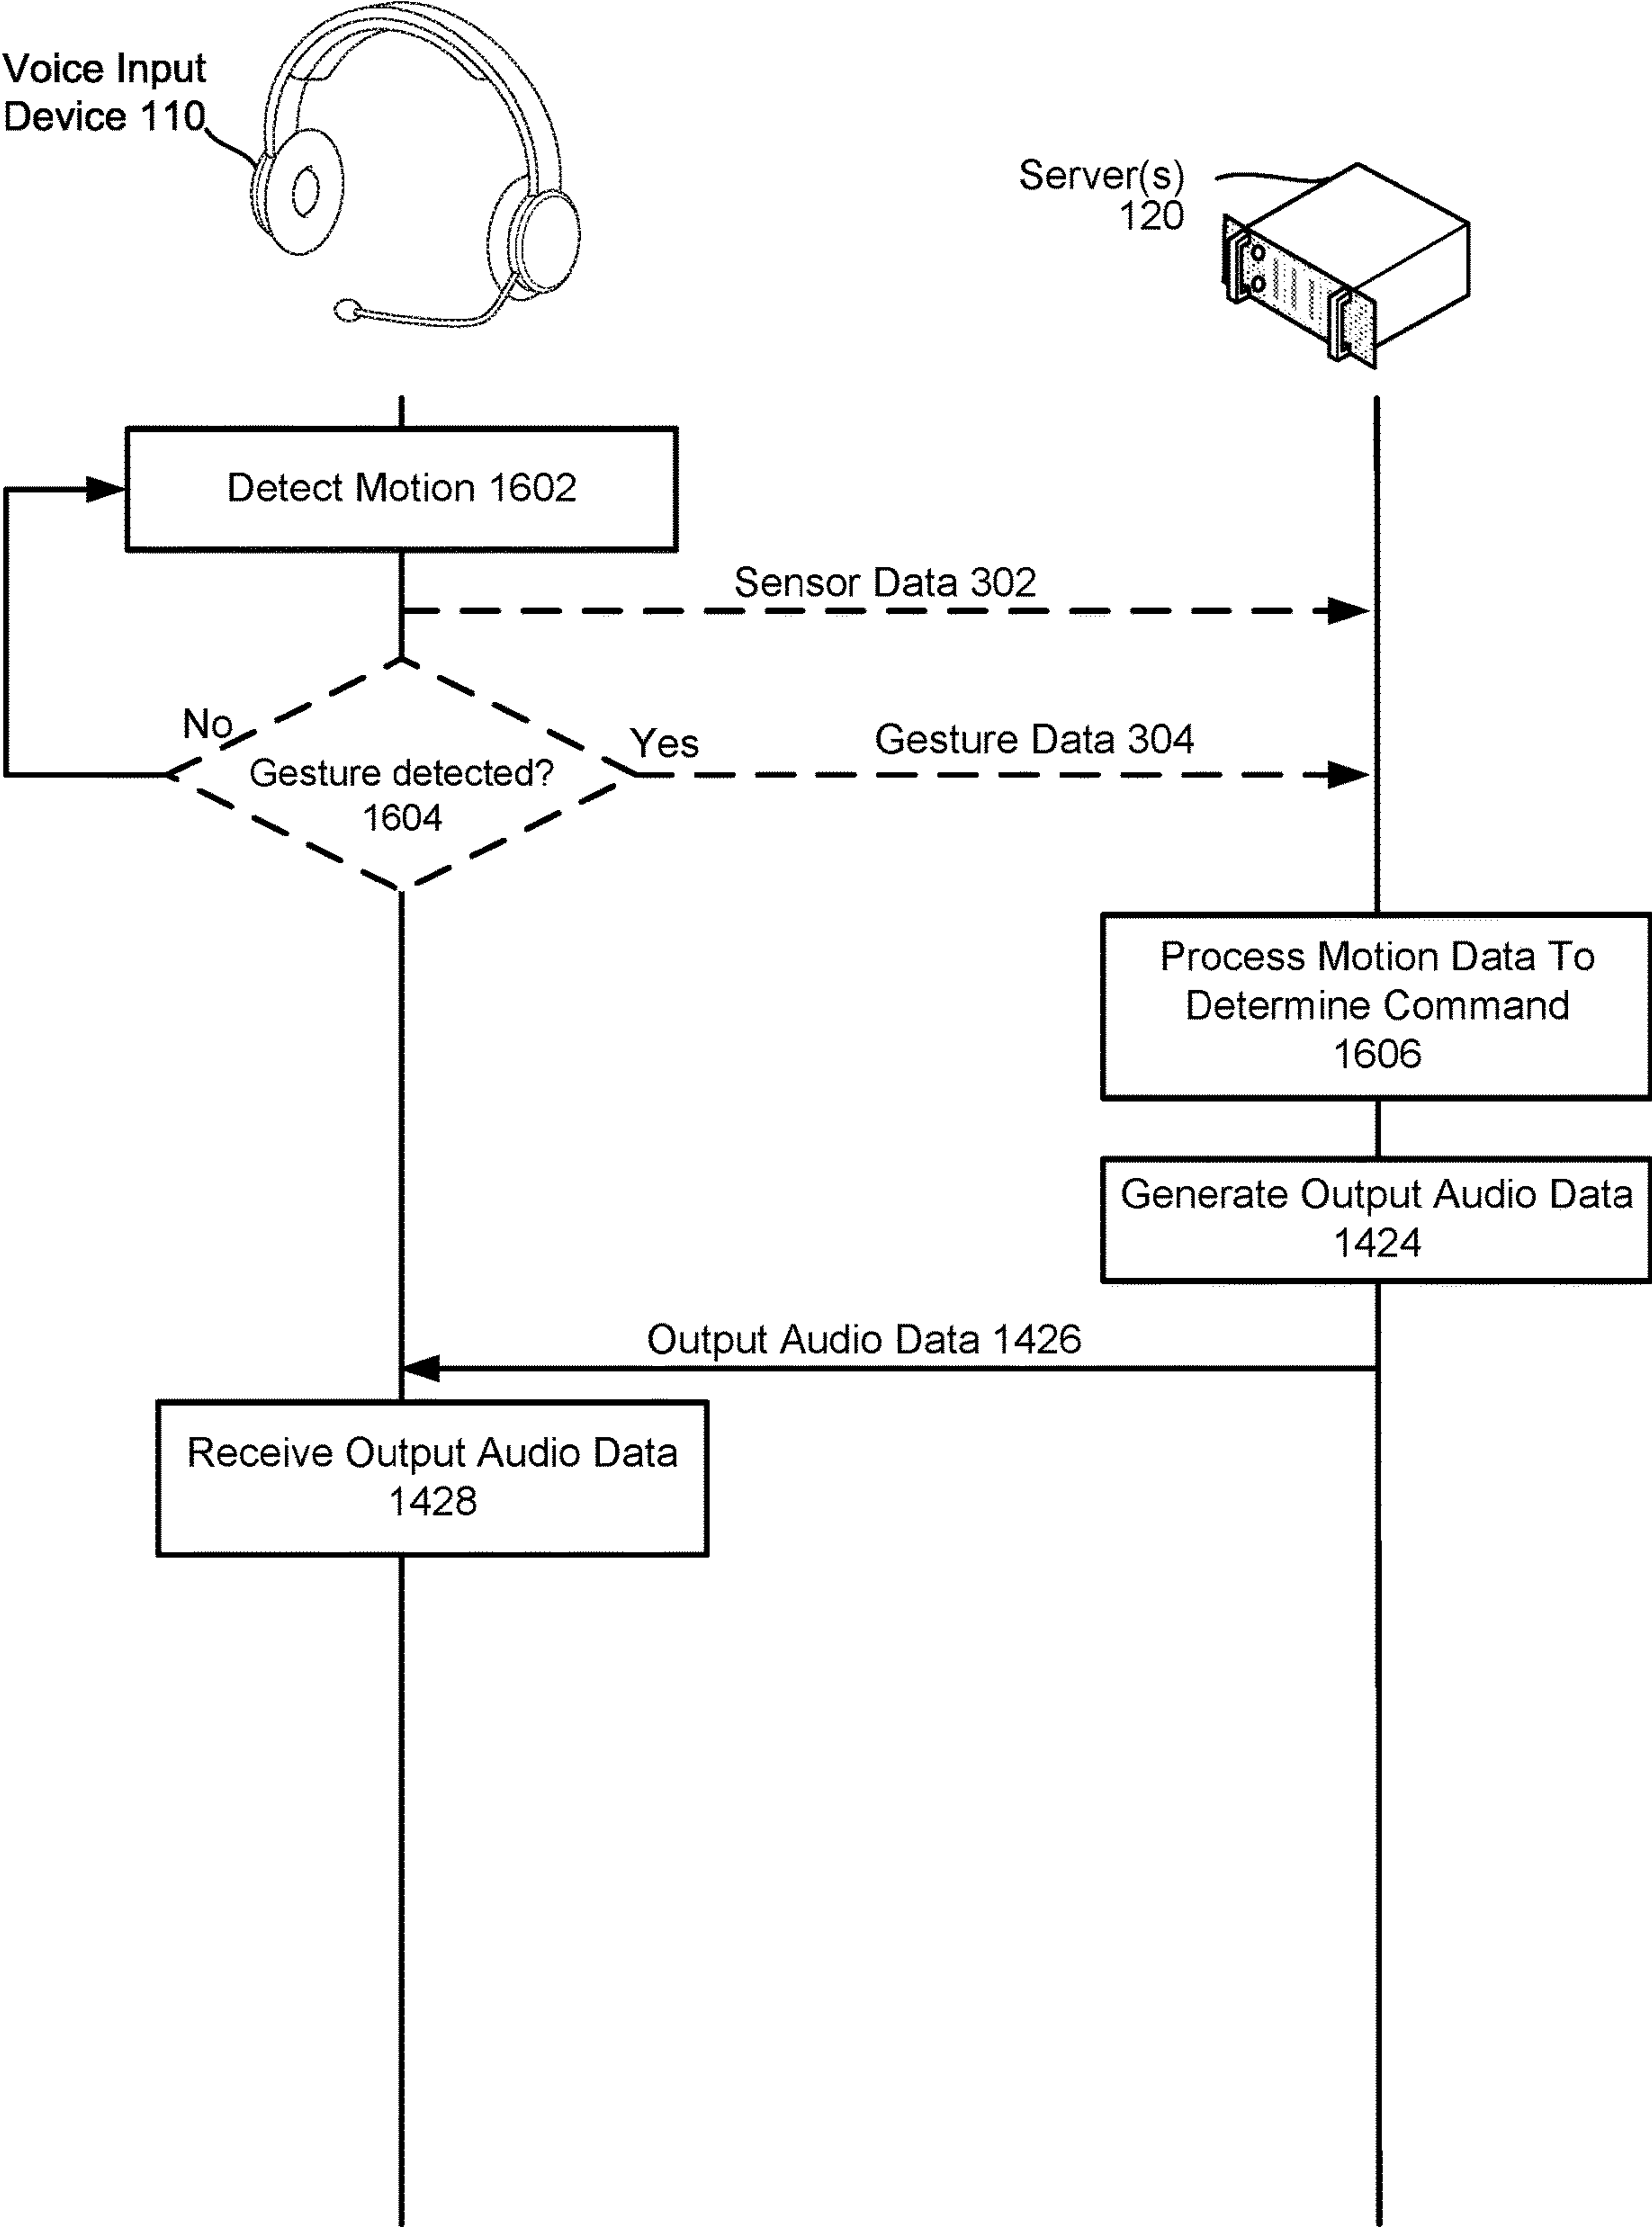 Voice Input
Device 110
Server(s)
120
Detect Motion 1602
Sensor Data 302
No
Yes
Gesture Data 304
Gesture detected?
1604
Process Motion Data To
Determine Command
1606
Generate Output Audio Data
1424
Output Audio Data 1426
Receive Output Audio Data
1428